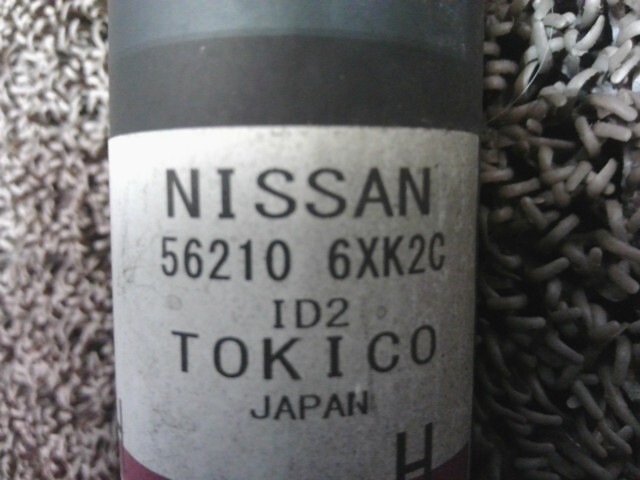 NISSAN
56210 6XK2C
ID2
TOKICO
JAPAN
H
H